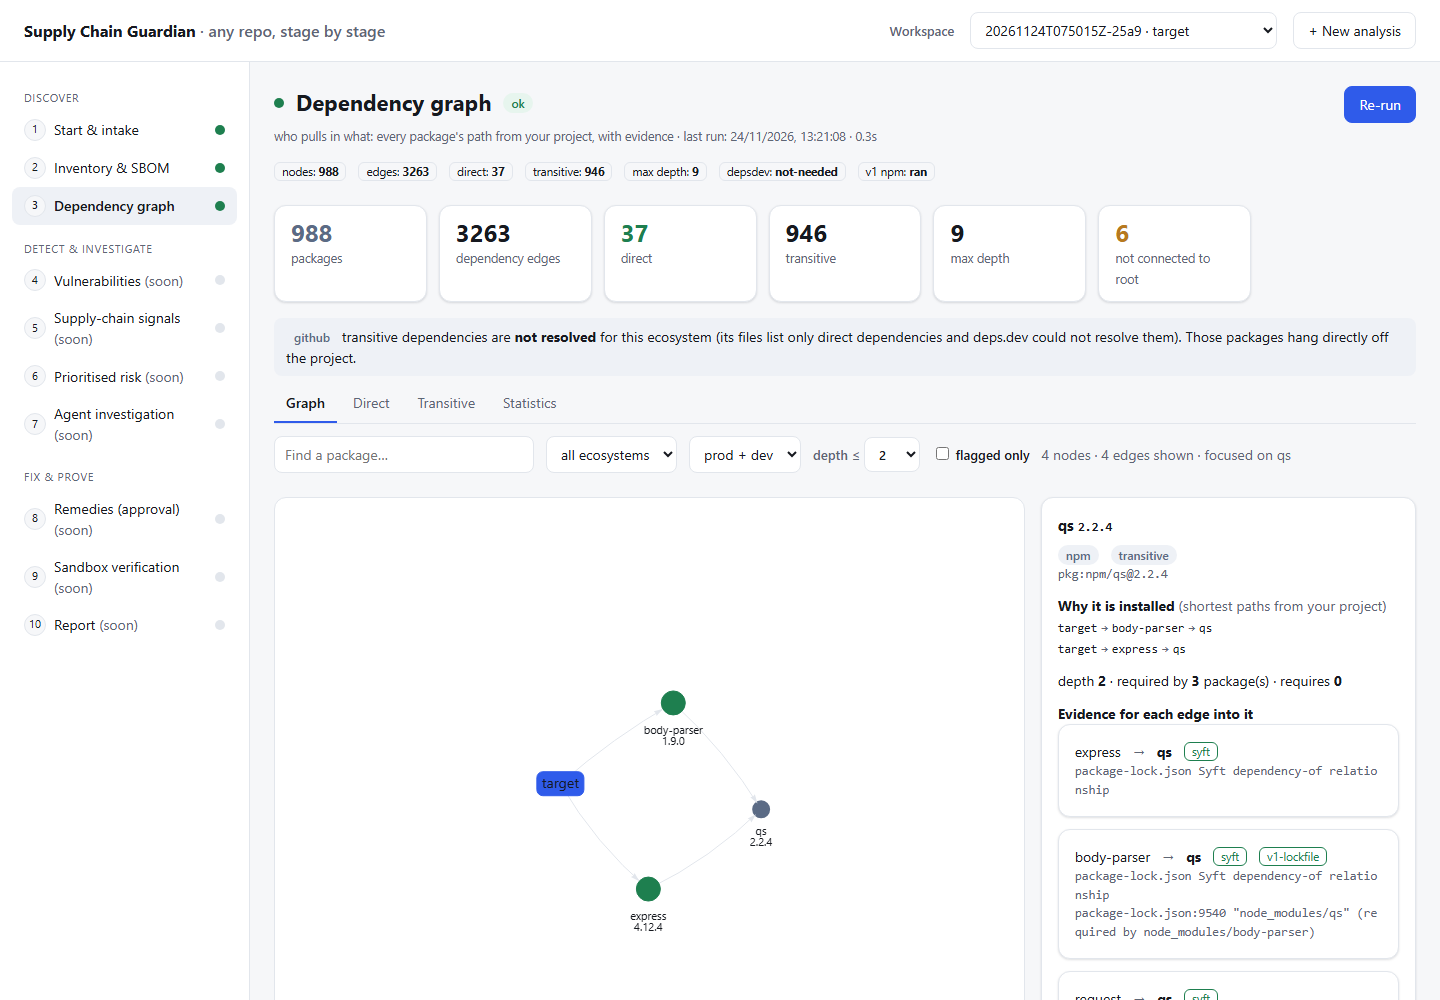 Supply Chain Guardian · any repo, stage by stage
Workspace
20261124T075015Z-25a9 · target
+ New analysis
DISCOVER
1 Start & intake
2 Inventory & SBOM
3 Dependency graph
DETECT & INVESTIGATE
4 Vulnerabilities (soon)
5 Supply-chain signals
(soon)
6 Prioritised risk (soon)
7 Agent investigation
(soon)
FIX & PROVE
8 Remedies (approval)
(soon)
9 Sandbox verification
(soon)
10 Report (soon)
Dependency graph ok
Re-run
who pulls in what: every package's path from your project, with evidence · last run: 24/11/2026, 13:21:08 · 0.3s
nodes: 988 edges: 3263 direct: 37 transitive: 946 max depth: 9 depsdev: not-needed v1 npm: ran
988
packages
3263
dependency edges
37
direct
946
transitive
9
max depth
6
not connected to
root
github transitive dependencies are not resolved for this ecosystem (its files list only direct dependencies and deps.dev could not resolve them). Those packages hang directly off
the project.
Graph Direct Transitive Statistics
Find a package... all ecosystems prod + dev depth ≤ 2 flagged only 4 nodes · 4 edges shown · focused on qs
body-parser
1.9.0
target
qs
2.2.4
express
4.12.4
qs 2.2.4
npm transitive
pkg:npm/qs@2.2.4
Why it is installed (shortest paths from your project)
target → body-parser → qs
target → express → qs
depth 2 · required by 3 package(s) · requires 0
Evidence for each edge into it
express → qs syft
package-lock.json Syft dependency-of relatio
nship
body-parser → qs syft v1-lockfile
package-lock.json Syft dependency-of relatio
nship
package-lock.json:9540 "node_modules/qs" (re
quired by node_modules/body-parser)
request → qs syft